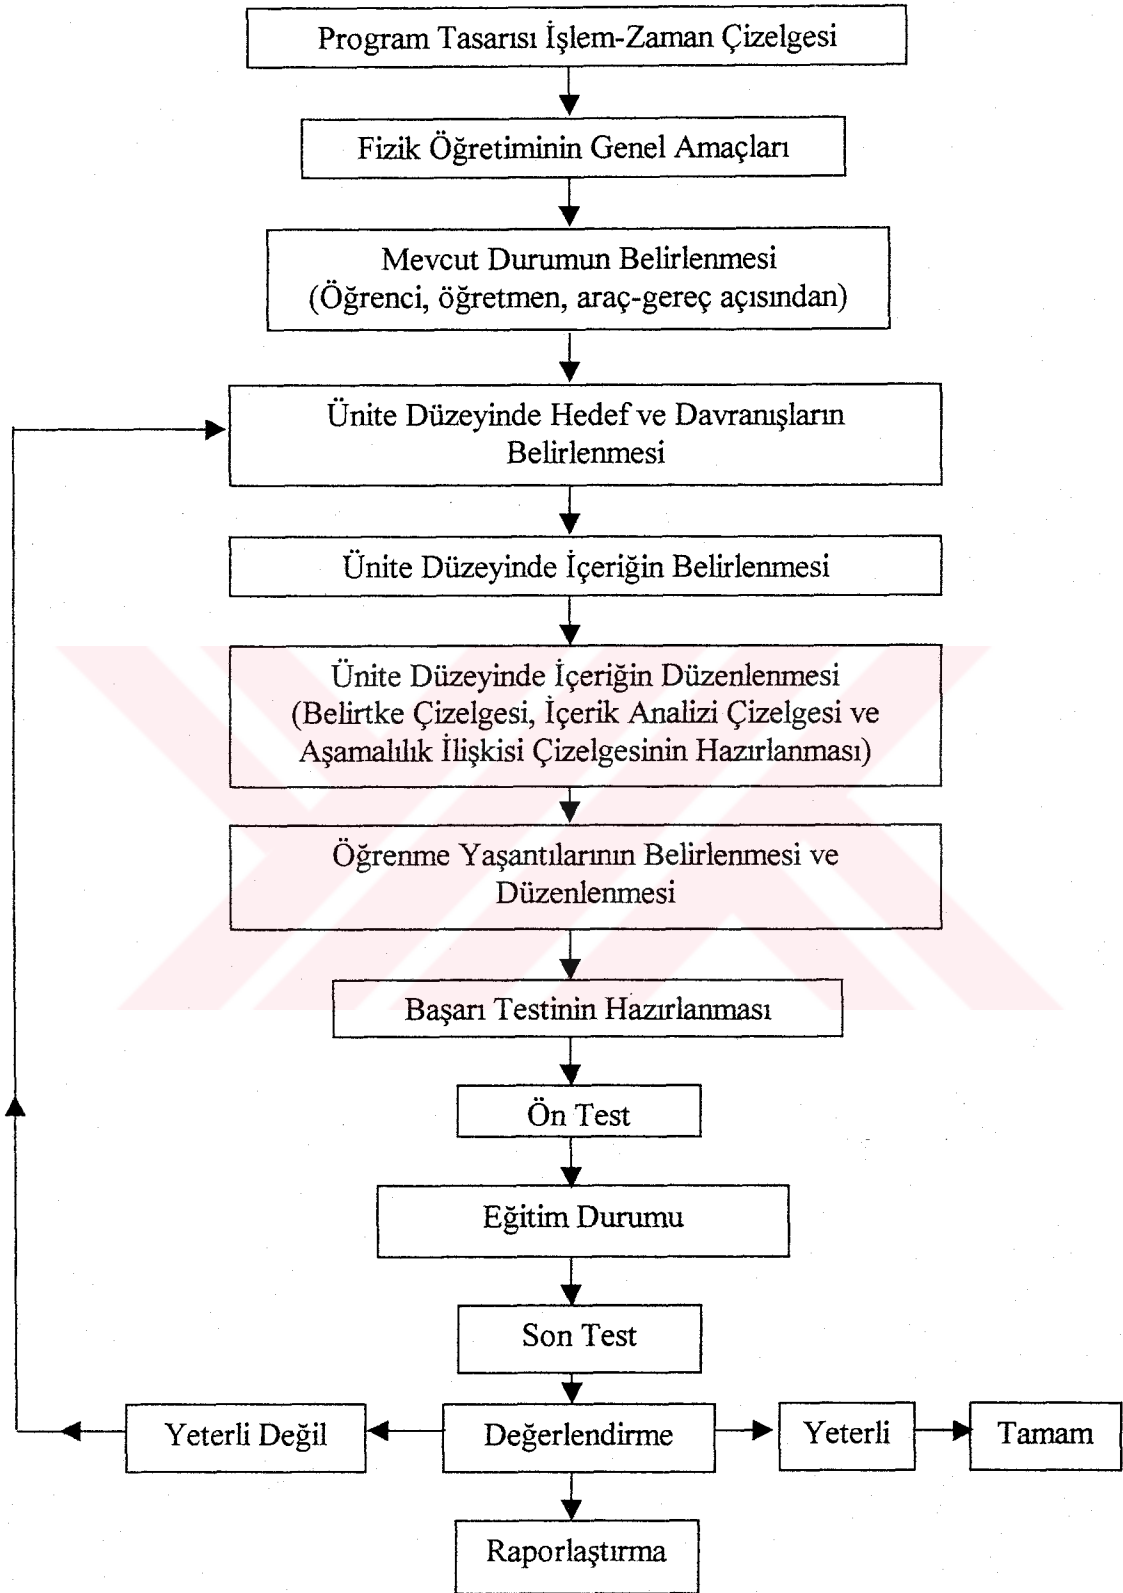 Program Tasarısı İşlem-Zaman Çizelgesi
Fizik Öğretiminin Genel Amaçları
Mevcut Durumun Belirlenmesi
(Öğrenci, öğretmen, araç-gereç açısından)
Ünite Düzeyinde Hedef ve Davranışların
Belirlenmesi
Ünite Düzeyinde İçeriğin Belirlenmesi
Ünite Düzeyinde İçeriğin Düzenlenmesi
(Belirtke Çizelgesi, İçerik Analizi Çizelgesi ve
Aşamalılık İlişkisi Çizelgesinin Hazırlanması)
Öğrenme Yaşantılarının Belirlenmesi ve
Düzenlenmesi
Başarı Testinin Hazırlanması
Ön Test
Eğitim Durumu
Son Test
Yeterli Değil
Değerlendirme
Yeterli
Tamam
Raporlaştırma